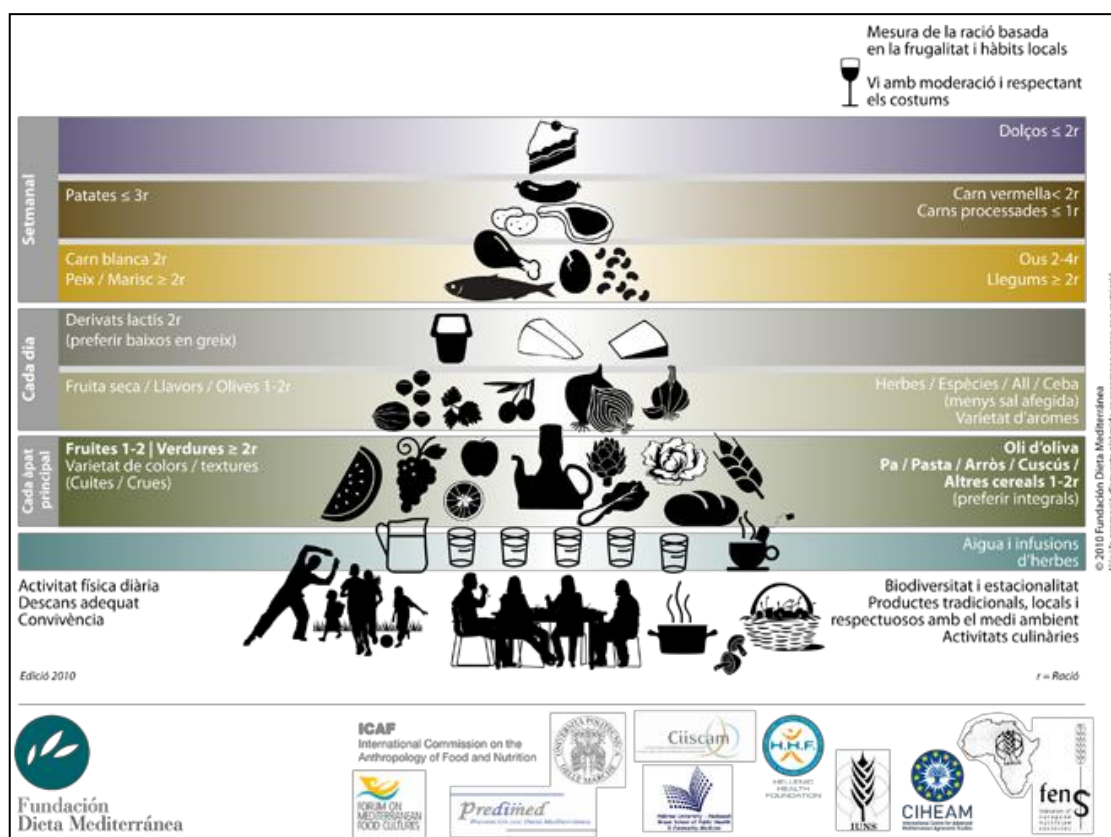 Mesura de la ració basada
en la frugalitat i hàbits locals
Vi amb moderació i respectant
els costums
Setmanal
Dolços ≤ 2r
Patates ≤ 3r
Carn vermella< 2r
Carns processades ≤ 1r
Carn blanca 2r
Peix / Marisc ≥ 2r
Ous 2-4r
Llegums ≥ 2r
Cada dia
Derivats lactis 2r
(preferir baixos en greix)
Fruita seca / Llavors / Olives 1-2r
Herbes / Espècies / All / Ceba
(menys sal afegida)
Varietat d'aromes
Cada àpat
principal
Fruites 1-2 | Verdures ≥ 2r
Varietat de colors / textures
(Cuites / Crues)
Oli d'oliva
Pa / Pasta / Arròs / Cuscús /
Altres cereals 1-2r
(preferir integrals)
Aigua i infusions
d'herbes
© 2010 Fundación Dieta Mediterránea
Activitat física diària
Descans adequat
Convivència
Biodiversitat i estacionalitat
Productes tradicionals, locals i
respectuosos amb el medi ambient
Activitats culinàries
Edició 2010
r = Ració
Fundación
Dieta Mediterránea
ICAF
International Commission on the
Anthropology of Food and Nutrition
FORUM ON
MEDITERRANEAN
FOOD CULTURES
Predimed
Ciiscam
H.H.F.
HELLENIC
HEALTH
FOUNDATION
IUNS
CIHEAM
fens